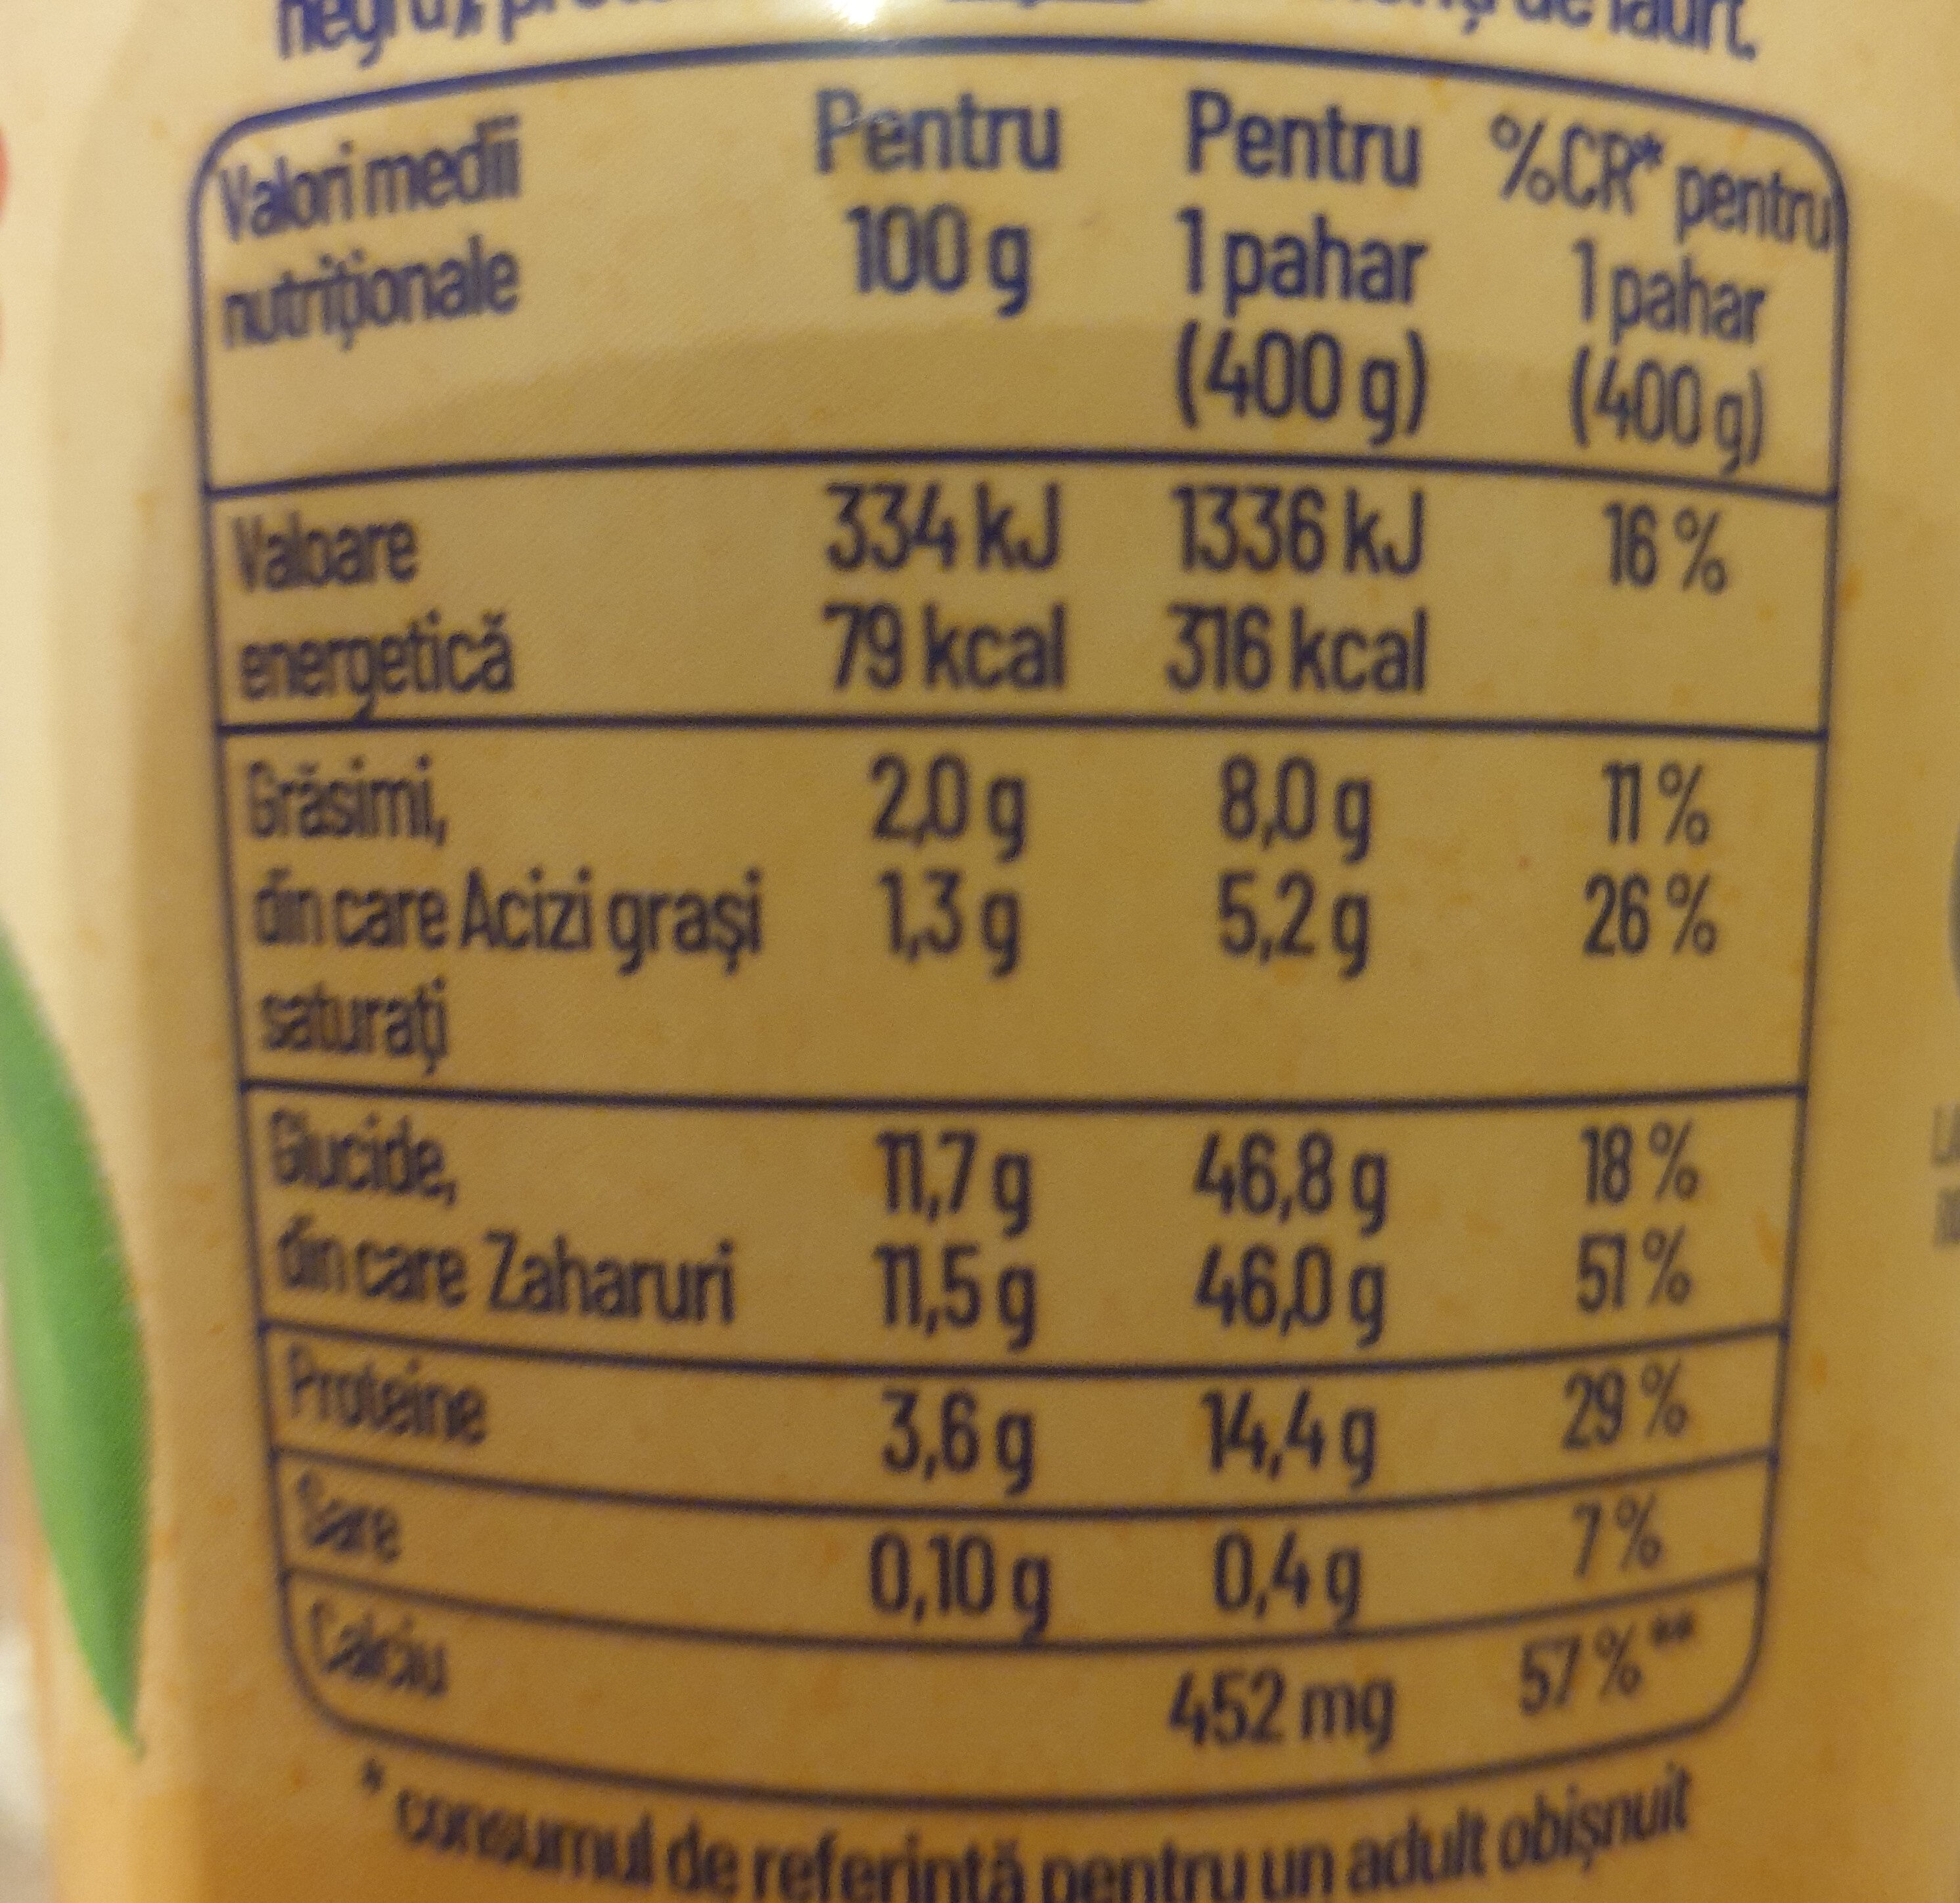 de iaurt.
Valori medii nutriționale Pentru 100 g Pentru 1 pahar (400 g) %CR* pentru 1 pahar (400 g)
Valoare 334 kJ 1336 kJ 16 %
energetică 79 kcal 316 kcal
Grăsimi, 2,0 g 8,0 g 11 %
din care Acizi grași 1,3 g 5,2 g 26 %
saturați
Glucide, 11,7 g 46,8 g 18 %
din care Zaharuri 11,5 g 46,0 g 51 %
Proteine 3,6 g 14,4 g 29 %
Sare 0,10 g 0,4 g 7 %
Calciu 452 mg 57 %**
* consumul de referință pentru un adult obișnuit